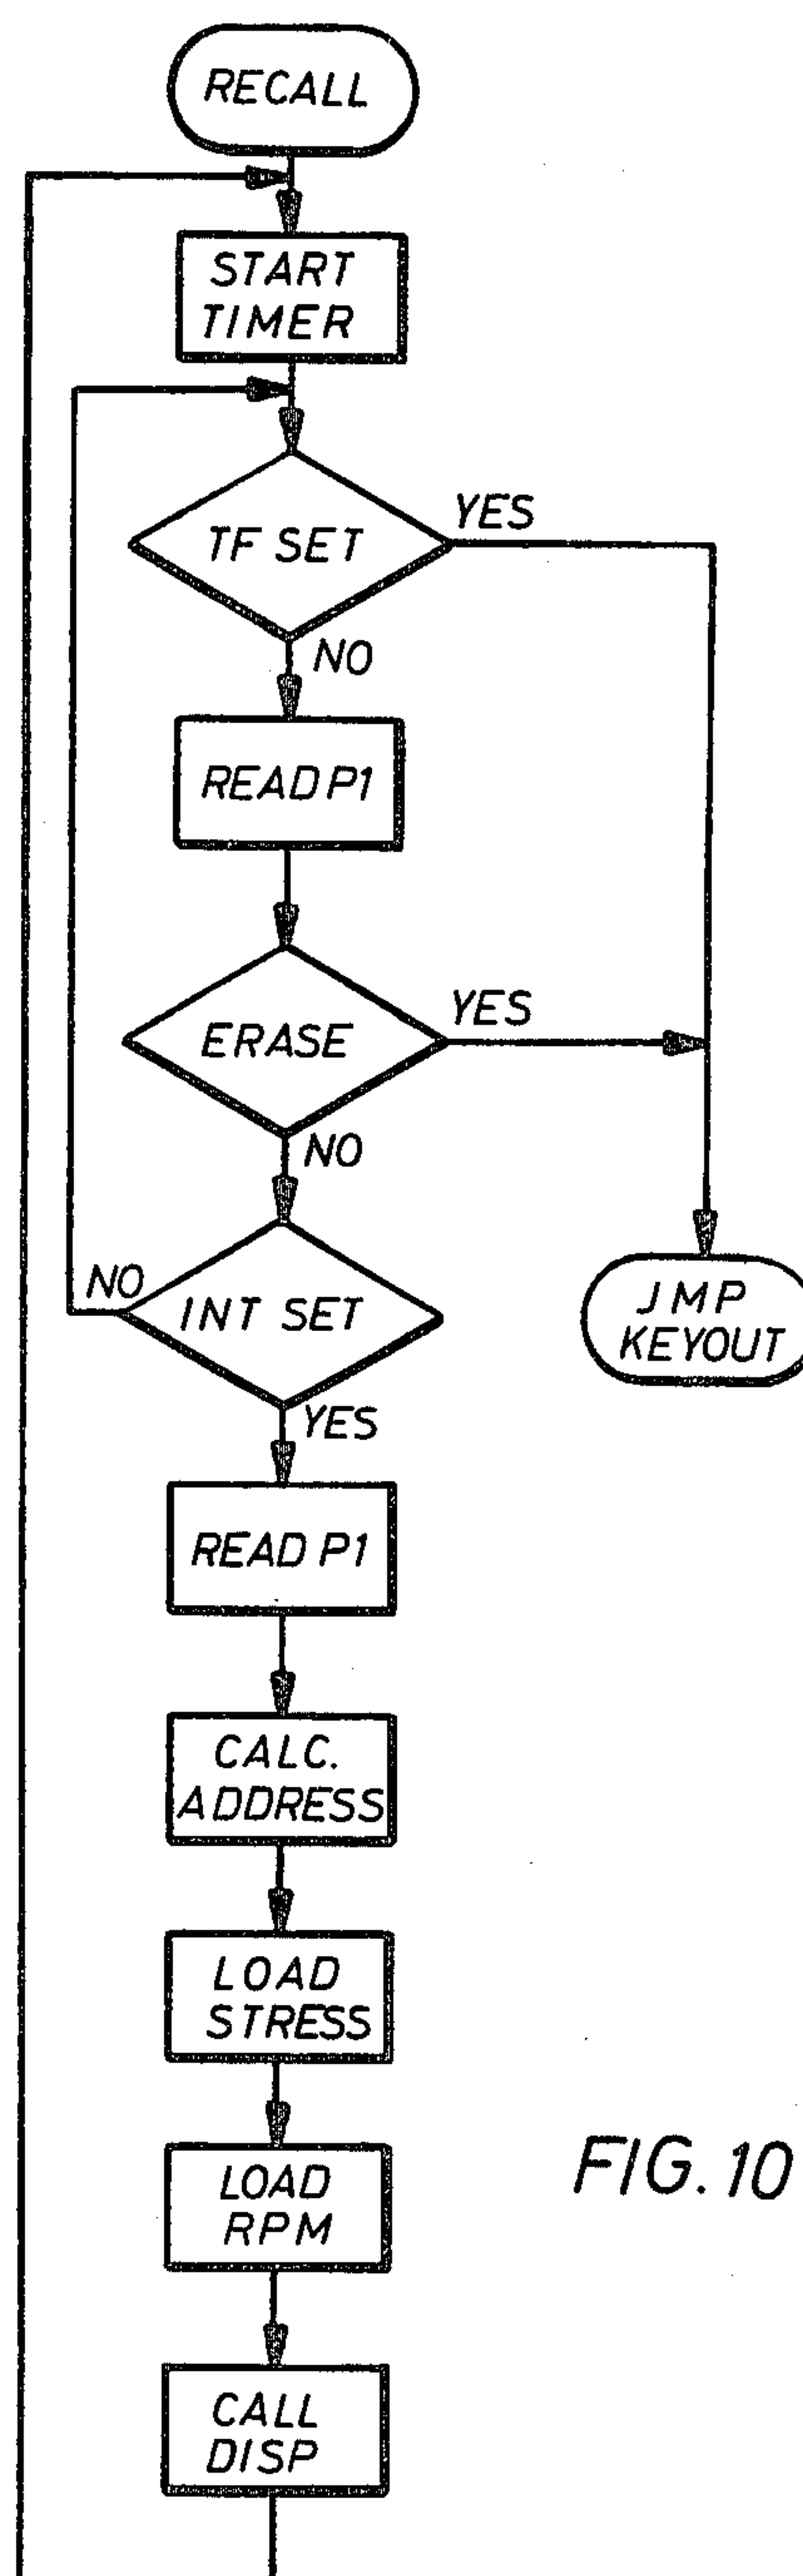 RECALL
START
TIMER
TF SET
YES
NO
READ P1
ERASE
YES
NO
INT SET
NO
YES
JMP
KEYOUT
READ P1
CALC.
ADDRESS
LOAD
STRESS
LOAD
RPM
CALL
DISP
FIG. 10